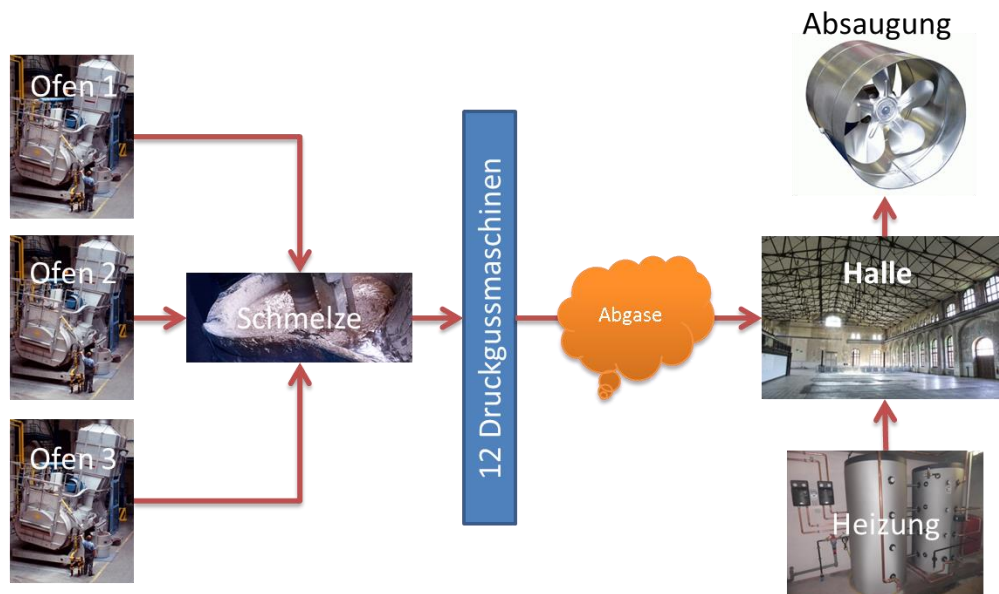 Absaugung
Ofen 1
Ofen 2
Ofen 3
Schmelze
12 Druckgussmaschinen
Abgase
Halle
Heizung